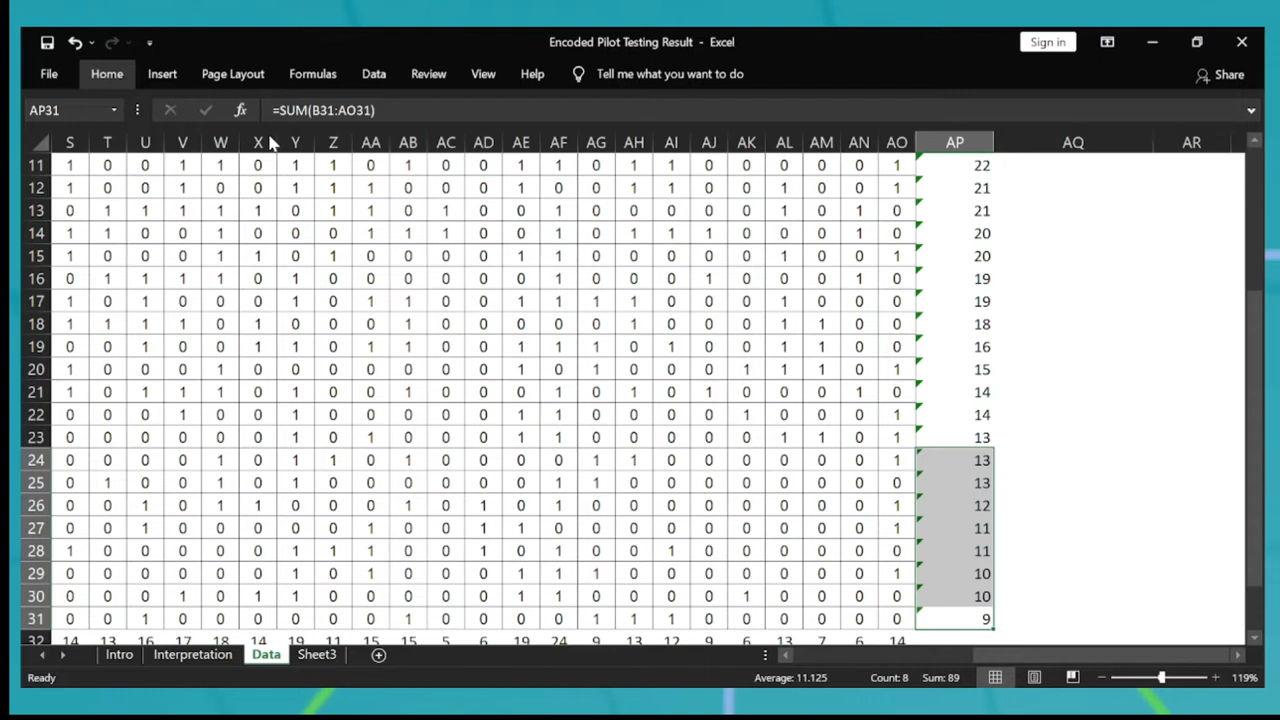 Encoded Pilot Testing Result - Excel Sign in
File Home Insert Page Layout Formulas Data Review View Help Tell me what you want to do Share
AP31 fx =SUM(B31:AO31)
S T U V W X Y Z AA AB AC AD AE AF AG AH AI AJ AK AL AM AN AO AP AQ AR
11 1 0 0 1 1 0 1 1 0 1 0 0 1 1 0 1 1 0 0 0 0 0 1 22
12 1 0 0 1 0 0 1 1 1 0 0 0 1 0 0 1 1 0 0 1 0 0 1 21
13 0 1 1 1 1 1 0 1 1 0 1 0 0 1 0 0 0 0 0 1 0 1 0 21
14 1 1 0 0 1 0 0 0 1 1 1 0 0 1 0 1 1 1 0 0 0 1 0 20
15 1 0 0 0 1 1 0 1 0 0 0 0 1 1 0 0 0 0 0 1 0 0 1 20
16 0 1 1 1 1 0 1 0 0 0 0 0 0 1 0 0 0 1 0 0 0 1 0 19
17 1 0 1 0 0 0 1 0 1 1 0 0 1 1 1 1 0 0 0 1 0 0 0 19
18 1 1 1 1 0 1 0 0 0 1 0 0 0 0 0 1 0 0 0 1 1 0 0 18
19 0 0 1 0 0 1 1 0 1 1 0 0 1 1 1 0 1 0 0 1 1 0 0 16
20 1 0 0 0 1 0 0 0 0 0 0 0 1 0 1 0 0 0 1 1 1 0 1 15
21 1 0 1 1 1 0 1 0 0 1 0 0 0 1 0 1 0 1 0 0 0 1 0 14
22 0 0 0 1 0 0 1 0 0 0 0 0 1 1 0 0 0 0 1 0 0 0 1 14
23 0 0 0 0 0 0 1 0 1 0 0 0 1 1 0 0 0 0 0 1 1 0 1 13
24 0 0 0 0 1 0 1 1 0 1 0 0 0 0 1 1 0 0 0 0 0 0 1 13
25 0 1 0 0 1 0 1 0 0 0 0 0 0 1 1 0 0 0 0 0 0 0 0 13
26 0 0 1 0 1 1 0 0 0 1 0 1 0 1 0 0 0 0 0 0 0 0 1 12
27 0 0 1 0 0 0 0 0 1 0 0 1 1 0 0 0 0 0 0 0 0 0 1 11
28 1 0 0 0 0 0 1 1 1 0 0 1 0 1 0 0 1 0 0 0 0 0 0 11
29 0 0 0 0 0 0 1 0 1 0 0 0 1 1 1 0 0 0 0 0 0 0 1 10
30 0 0 0 1 0 1 1 0 0 0 0 0 1 1 0 0 0 0 1 0 0 0 0 10
31 0 0 1 0 0 0 0 0 0 1 0 0 0 0 1 1 1 0 0 0 0 0 0 9
32 14 13 16 17 18 14 19 11 15 15 5 6 19 24 9 13 12 9 6 13 7 6 14
Intro Interpretation Data Sheet3
Ready Average: 11.125 Count: 8 Sum: 89 119%